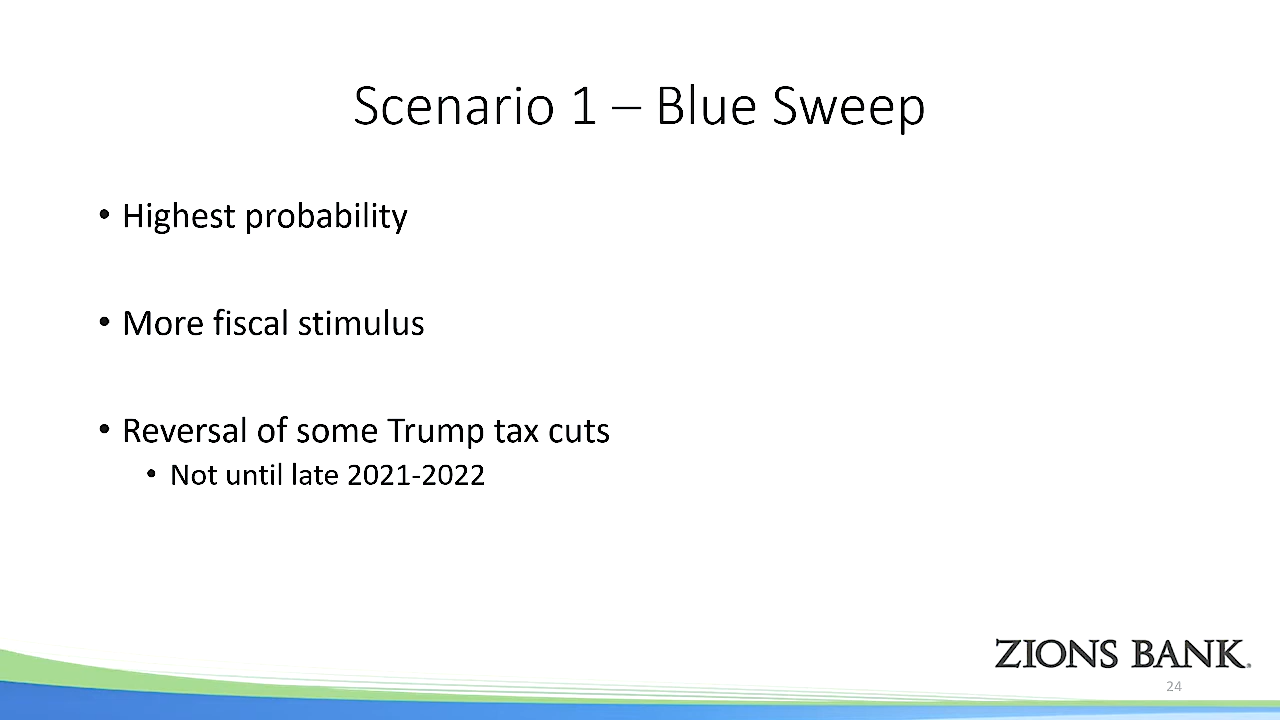 Scenario 1 – Blue Sweep
• Highest probability
• More fiscal stimulus
• Reversal of some Trump tax cuts
• Not until late 2021-2022
ZIONS BANK®
24